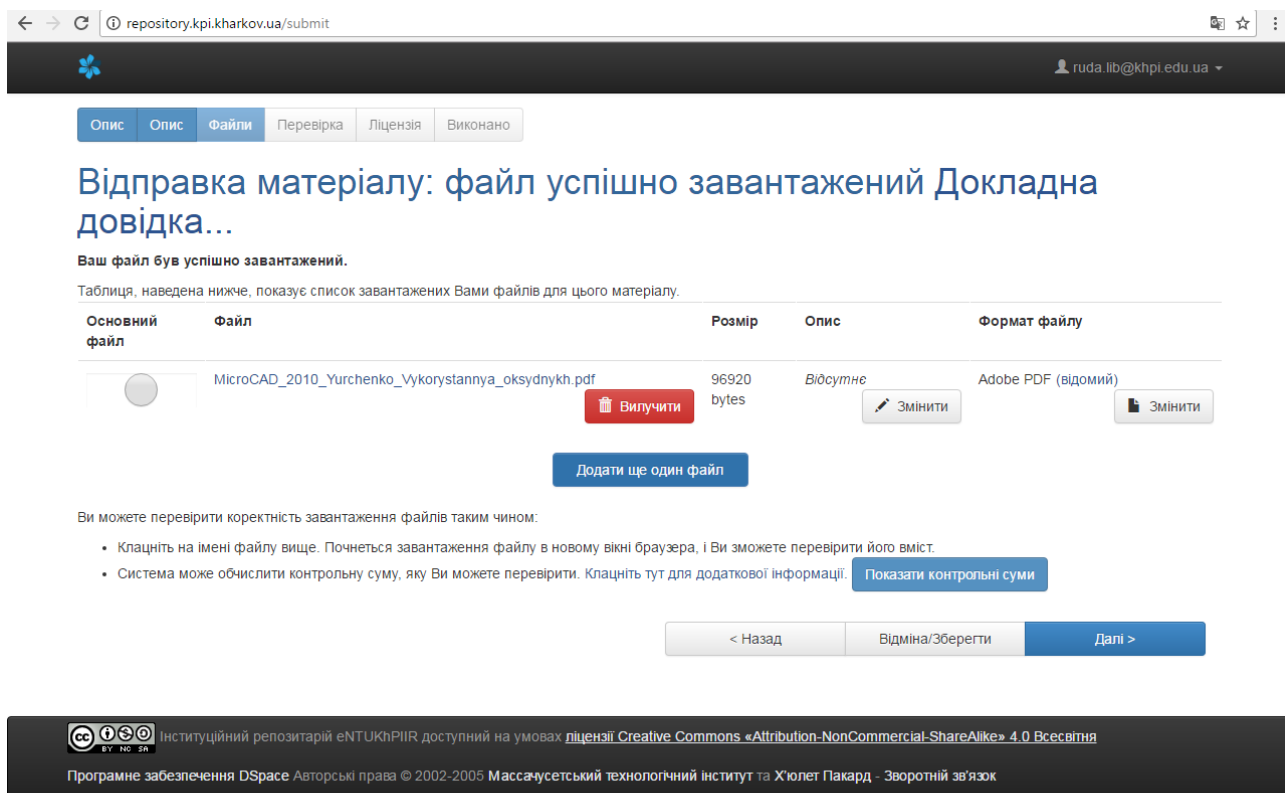 repository.kpi.kharkov.ua/submit
ruda.lib@khpi.edu.ua
Опис Опис Файли Перевірка Ліцензія Виконано
Відправка матеріалу: файл успішно завантажений Докладна
довідка...
Ваш файл був успішно завантажений.
Таблиця, наведена нижче, показує список завантажених Вами файлів для цього матеріалу.
Основний файл Файл Розмір Опис Формат файлу
MicroCAD_2010_Yurchenko_Vykorystannya_oksydnykh.pdf 96920 bytes Відсутнє Adobe PDF (відомий)
Вилучити Змінити Змінити
Додати ще один файл
Ви можете перевірити коректність завантаження файлів таким чином:
• Клацніть на імені файлу вище. Почнеться завантаження файлу в новому вікні браузера, і Ви зможете перевірити його вміст.
• Система може обчислити контрольну суму, яку Ви можете перевірити. Клацніть тут для додаткової інформації. Показати контрольні суми
< Назад Відміна/Зберегти Далі >
cc BY NC SA Інституційний репозитарій eNTUKhPIIR доступний на умовах ліцензії Creative Commons «Attribution-NonCommercial-ShareAlike» 4.0 Всесвітня
Програмне забезпечення DSpace Авторські права © 2002-2005 Массачусетський технологічний інститут та Х'юлет Пакард - Зворотній зв'язок